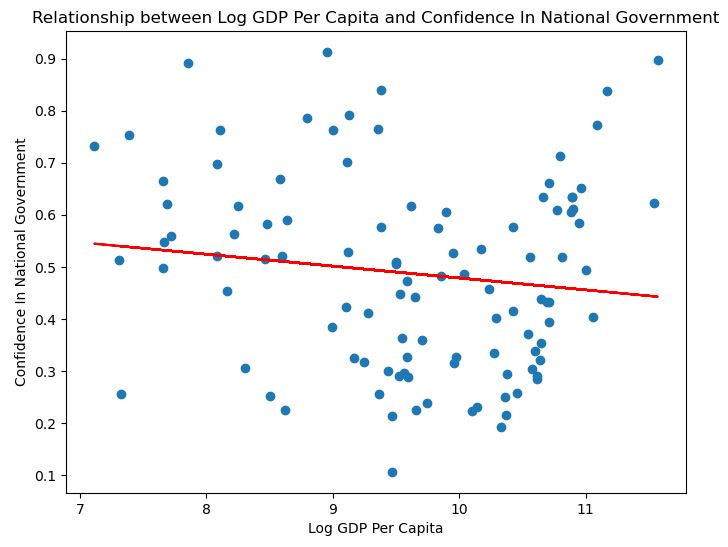 Relationship between Log GDP Per Capita and Confidence In National Government
0.9
0.8
0.7
0.6
0.5
0.4
0.3
0.2
0.1
Confidence In National Government
7 8 9 10 11
Log GDP Per Capita